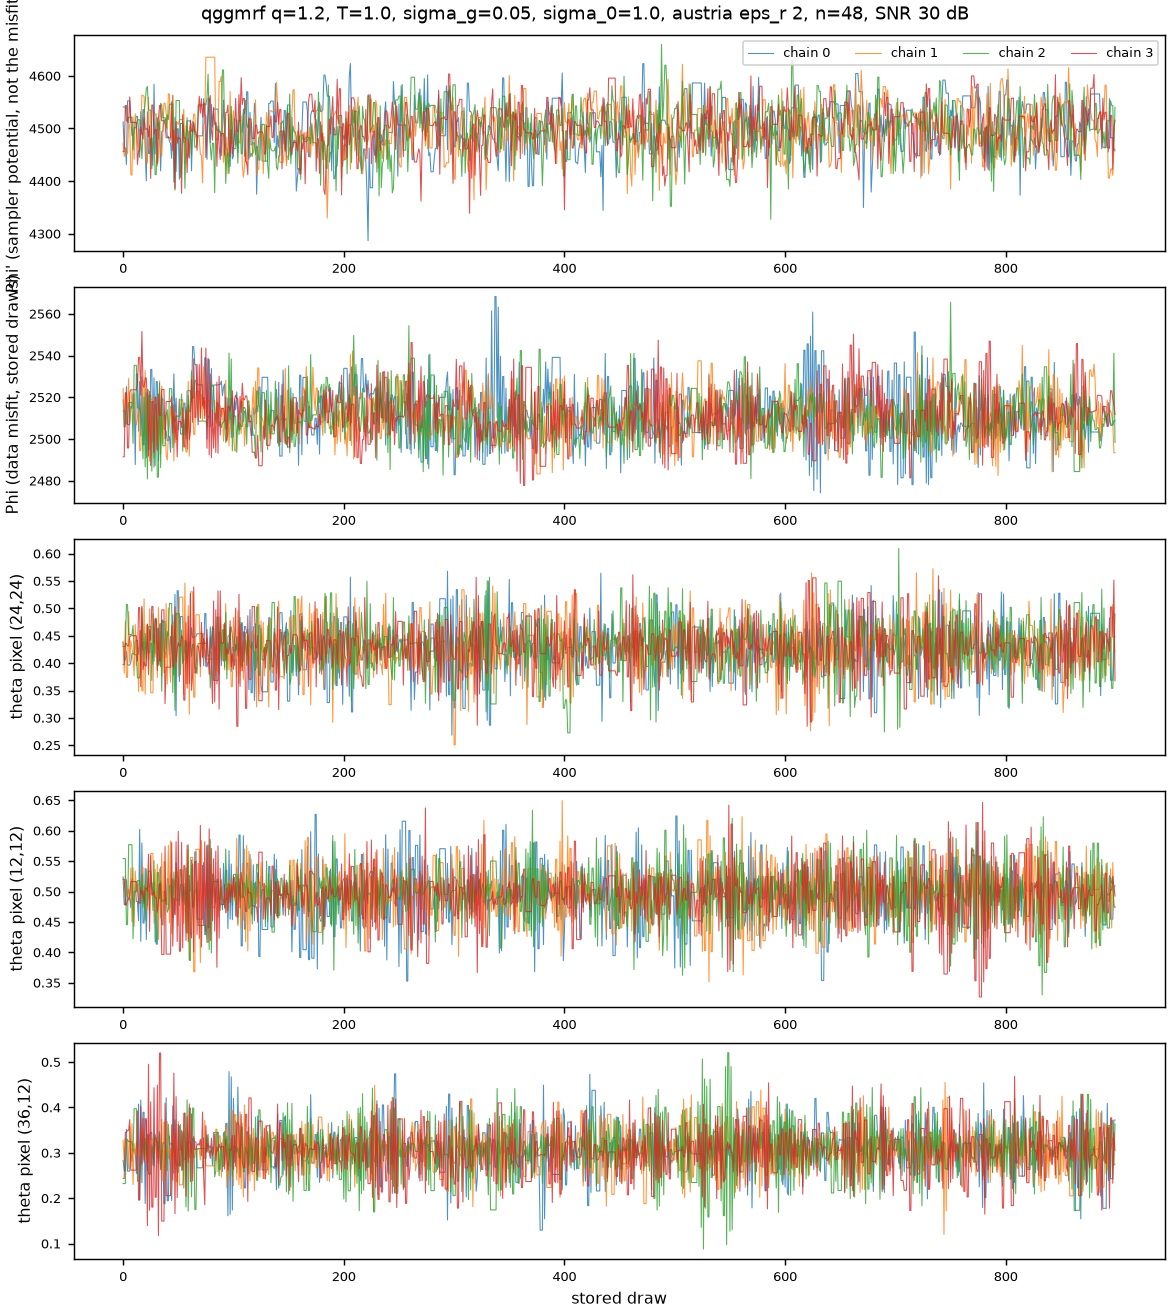 qggmrf q=1.2, T=1.0, sigma_g=0.05, sigma_0=1.0, austria eps_r 2, n=48, SNR 30 dB
chain 0 chain 1 chain 2 chain 3
(sampler potential, not the misfit
4600
4500
4400
4300
0 200 400 600 800
Phi (data misfit, stored draws)
2560
2540
2520
2500
2480
0 200 400 600 800
theta pixel (24,24)
0.60
0.55
0.50
0.45
0.40
0.35
0.30
0.25
0 200 400 600 800
theta pixel (12,12)
0.65
0.60
0.55
0.50
0.45
0.40
0.35
0 200 400 600 800
theta pixel (36,12)
0.5
0.4
0.3
0.2
0.1
0 200 400 600 800
stored draw